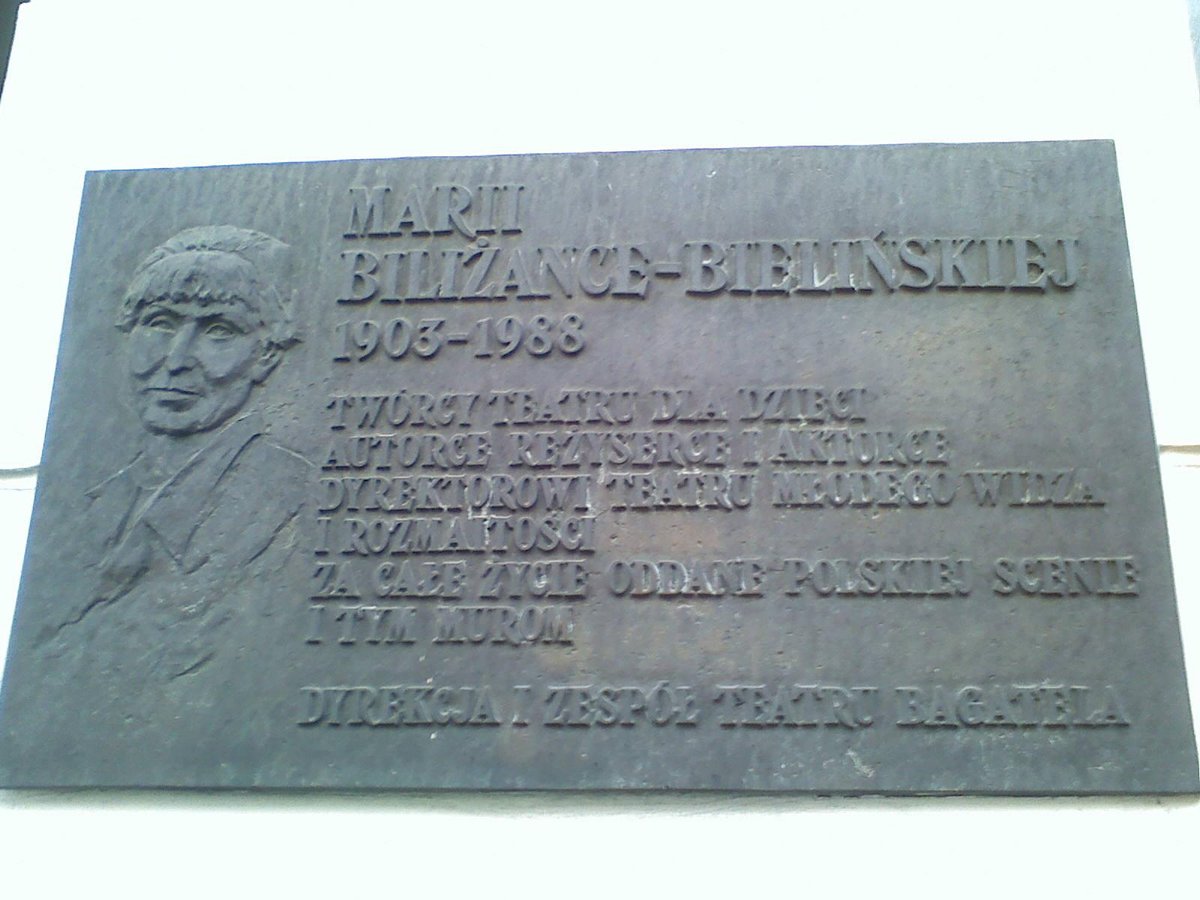 MARII
BILIŻANCE-BIELIŃSKIEJ
1903-1988
TWÓRCY TEATRU DLA DZIĘCI
AUTORCE REŻYSERCE I AKTORCE
DYREKTOROWI TEATRU MŁODEGO WIDZA
I ROZMAITOŚCI
ZA CAŁE ŻYCIE ODDANE POLSKIEJ SCENIE
I TYM MUROM
DYREKCJA I ZESPÓŁ TEATRU BAGATELA